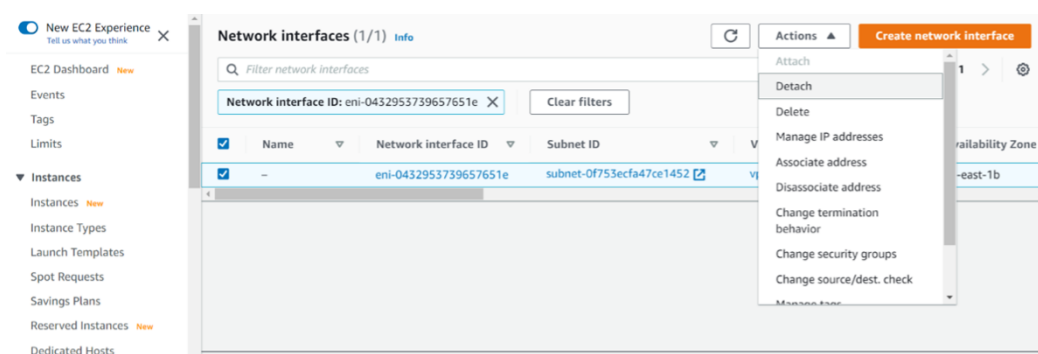 New EC2 Experience
Tell us what you think
EC2 Dashboard New
Events
Tags
Limits
Instances
Instances New
Instance Types
Launch Templates
Spot Requests
Savings Plans
Reserved Instances New
Dedicated Hosts
Network interfaces (1/1) Info
Actions
Create network interface
Filter network interfaces
1
Network interface ID: eni-0432953739657651e
Clear filters
Name Network interface ID Subnet ID V vailability Zone
– eni-0432953739657651e subnet-0f753ecfa47ce1452 vp -east-1b
Attach
Detach
Delete
Manage IP addresses
Associate address
Disassociate address
Change termination
behavior
Change security groups
Change source/dest. check
Manage tags